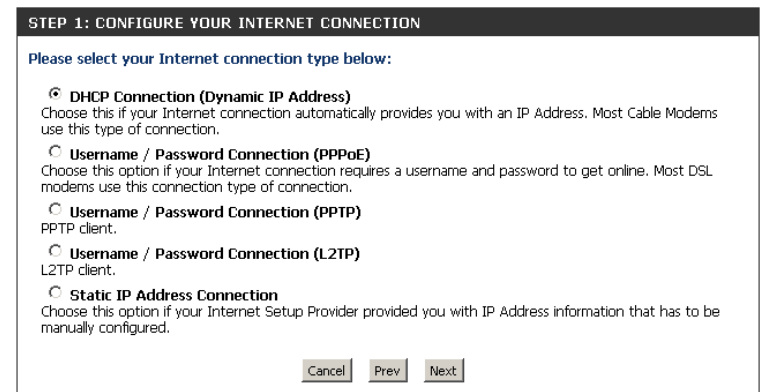 STEP 1: CONFIGURE YOUR INTERNET CONNECTION
Please select your Internet connection type below:
DHCP Connection (Dynamic IP Address)
Choose this if your Internet connection automatically provides you with an IP Address. Most Cable Modems
use this type of connection.
Username / Password Connection (PPPoE)
Choose this option if your Internet connection requires a username and password to get online. Most DSL
modems use this connection type of connection.
Username / Password Connection (PPTP)
PPTP client.
Username / Password Connection (L2TP)
L2TP client.
Static IP Address Connection
Choose this option if your Internet Setup Provider provided you with IP Address information that has to be
manually configured.
Cancel Prev Next